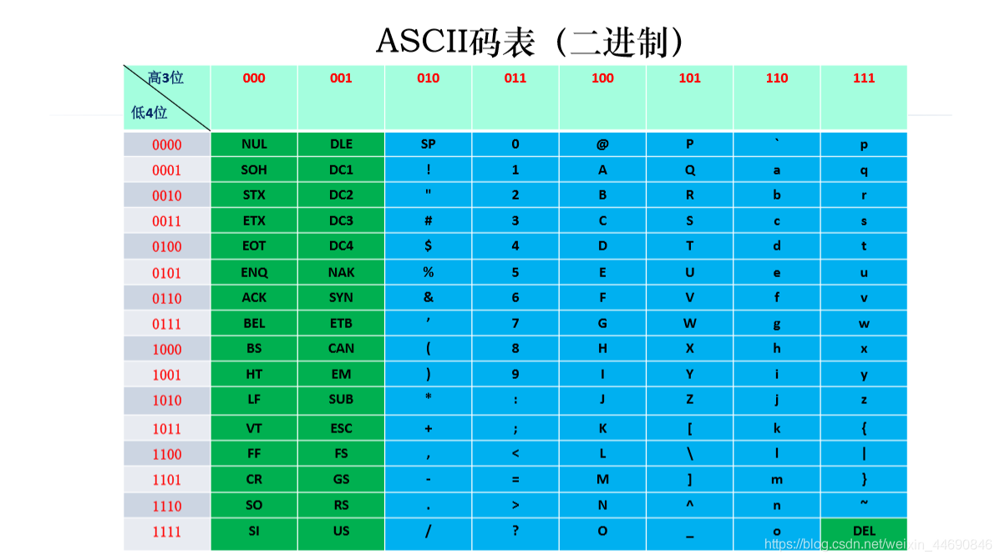 ASCII码表（二进制）
高3位 000 001 010 011 100 101 110 111
低4位
0000 NUL DLE SP 0 @ P ` p
0001 SOH DC1 ! 1 A Q a q
0010 STX DC2 " 2 B R b r
0011 ETX DC3 # 3 C S c s
0100 EOT DC4 $ 4 D T d t
0101 ENQ NAK % 5 E U e u
0110 ACK SYN & 6 F V f v
0111 BEL ETB ’ 7 G W g w
1000 BS CAN ( 8 H X h x
1001 HT EM ) 9 I Y i y
1010 LF SUB * : J Z j z
1011 VT ESC + ; K [ k {
1100 FF FS , < L \ l |
1101 CR GS - = M ] m }
1110 SO RS . > N ^ n ~
1111 SI US / ? O _ o DEL
https://blog.csdn.net/weixin_44690846